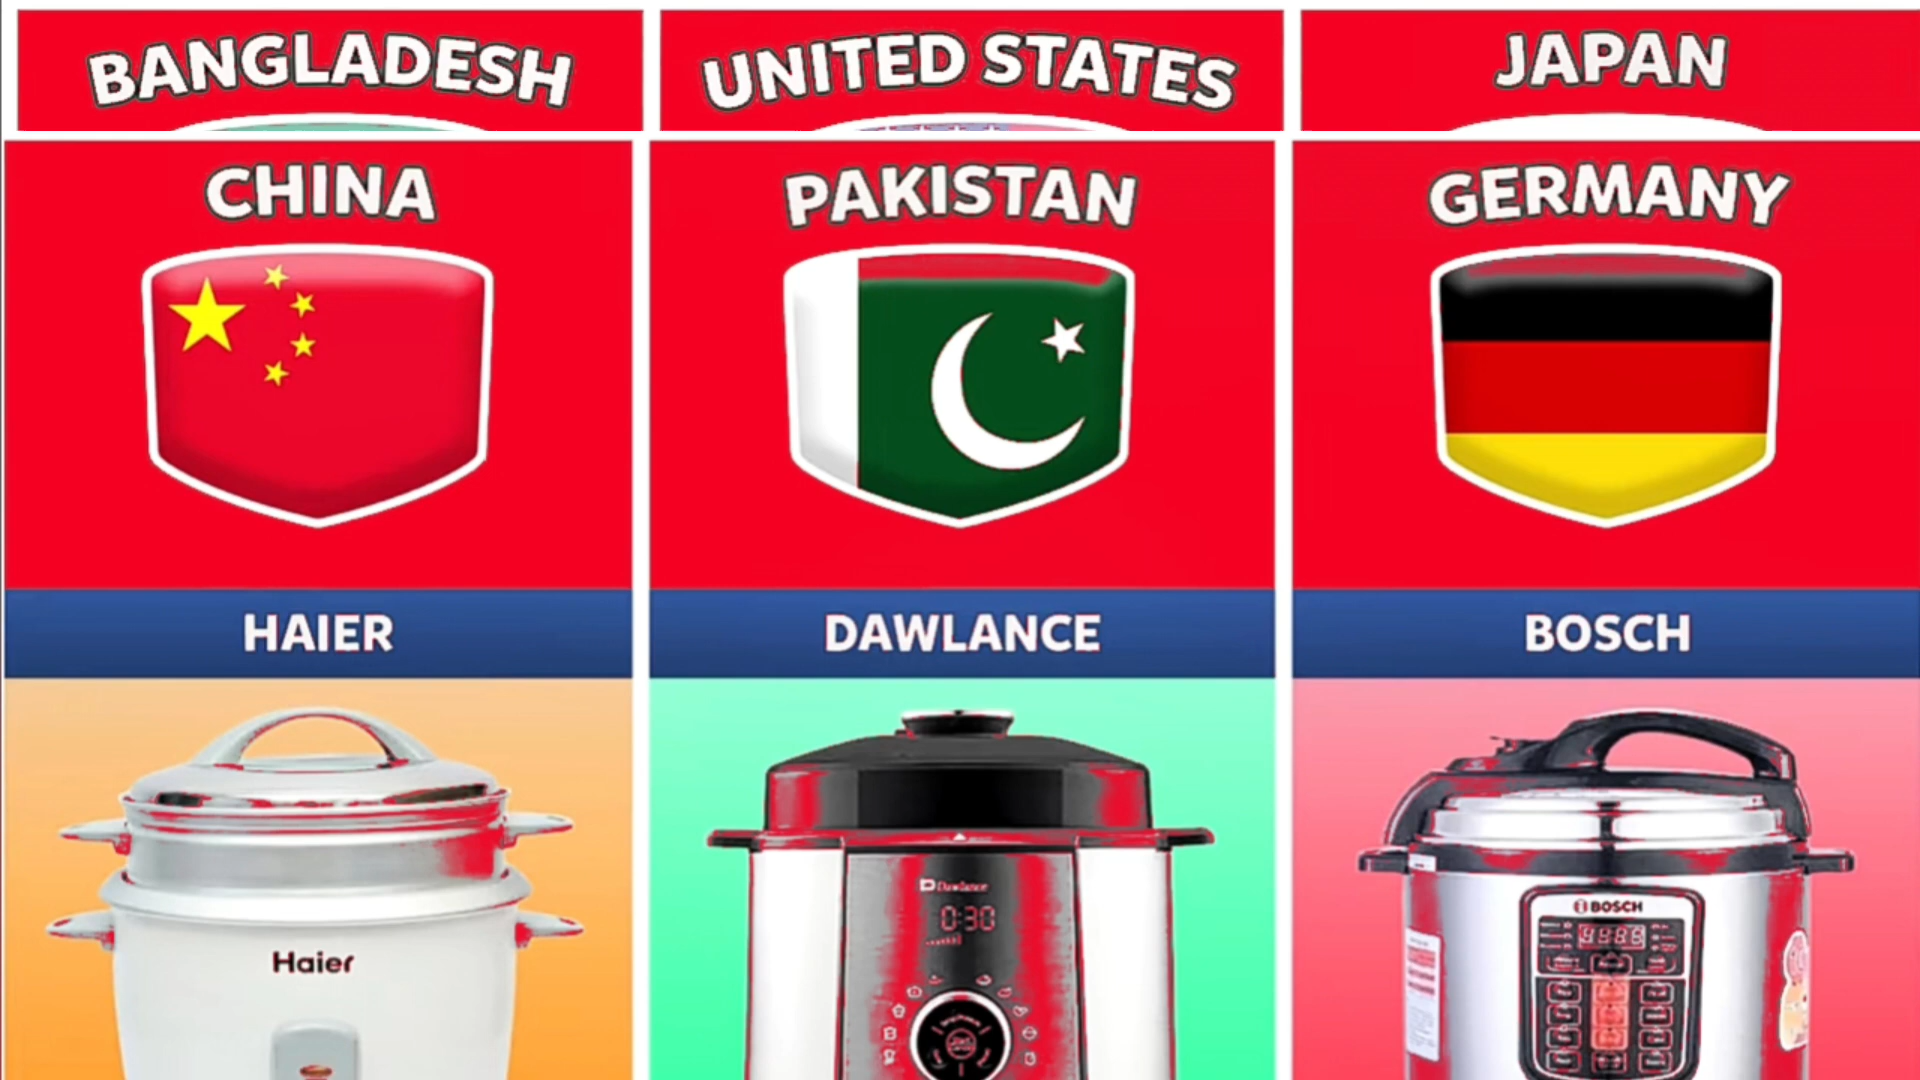 BANGLADESH
UNITED STATES
JAPAN
CHINA
PAKISTAN
GERMANY
HAIER
DAWLANCE
BOSCH
Haier
Dawlance
0:30
BOSCH